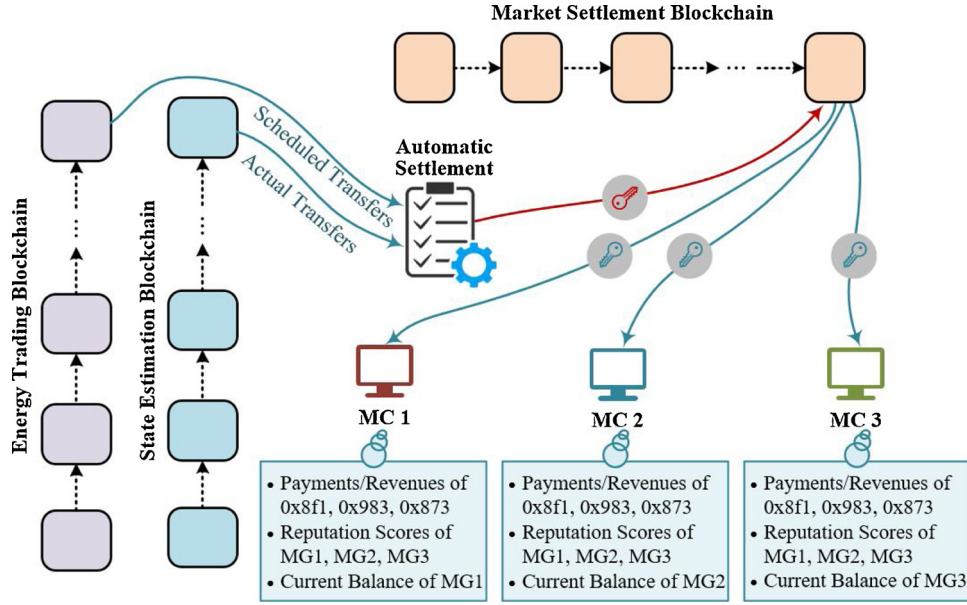 Market Settlement Blockchain
Energy Trading Blockchain
State Estimation Blockchain
Scheduled Transfers
Actual Transfers
Automatic
Settlement
MC 1
• Payments/Revenues of
0x8f1, 0x983, 0x873
• Reputation Scores of
MG1, MG2, MG3
• Current Balance of MG1
MC 2
• Payments/Revenues of
0x8f1, 0x983, 0x873
• Reputation Scores of
MG1, MG2, MG3
• Current Balance of MG2
MC 3
• Payments/Revenues of
0x8f1, 0x983, 0x873
• Reputation Scores of
MG1, MG2, MG3
• Current Balance of MG3